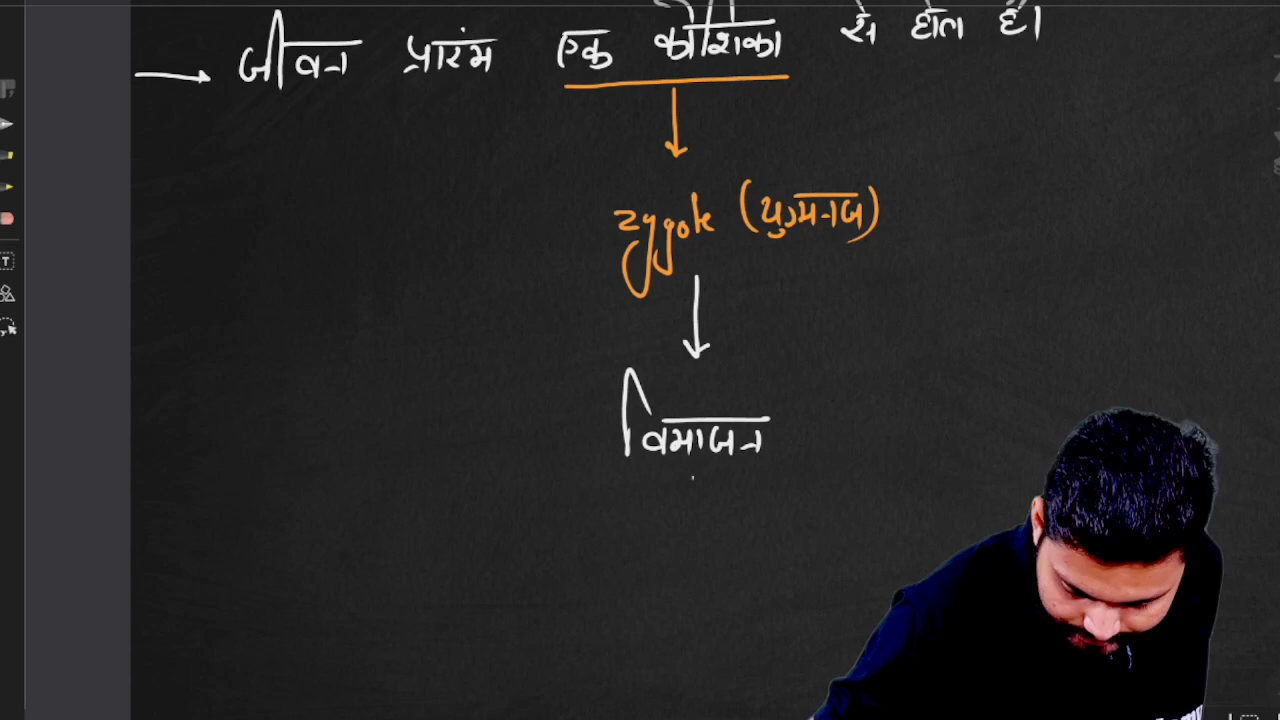 जीवन प्रारंभ एक कोशिका से होता है।
zygote (युग्मनज)
विभाजन